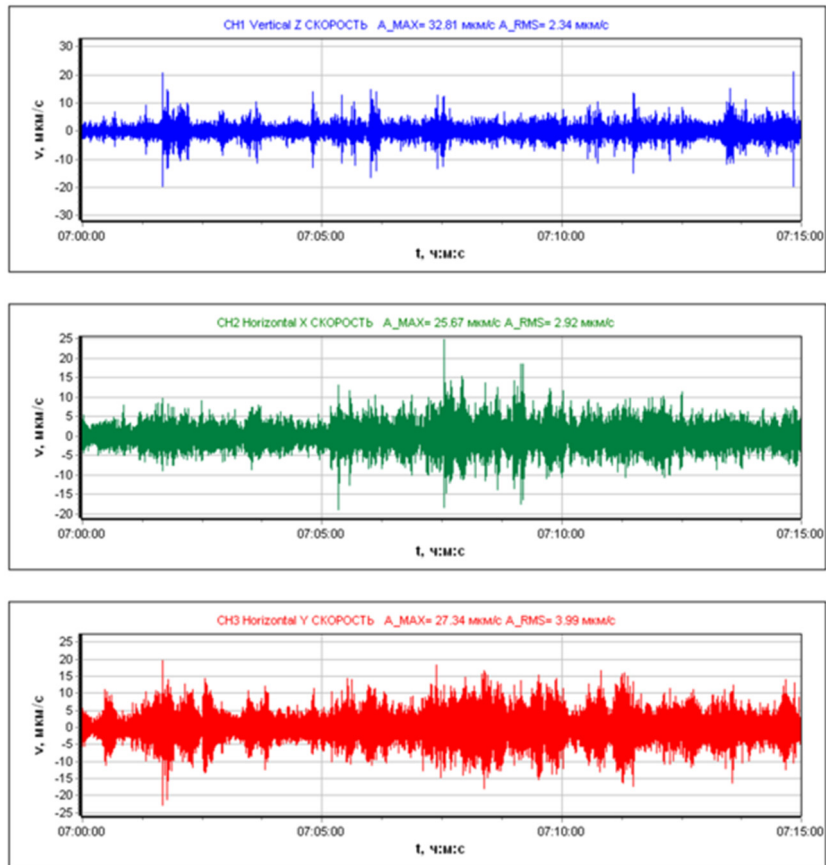 CH1 Vertical Z СКОРОСТЬ A_MAX= 32.81 мкм/с A_RMS= 2.34 мкм/с
30
20
10
0
-10
-20
-30
v, мкм/с
07:00:00 07:05:00 07:10:00 07:15:00
t, ч:м:с
CH2 Horizontal X СКОРОСТЬ A_MAX= 25.67 мкм/с A_RMS= 2.92 мкм/с
25
20
15
10
5
0
-5
-10
-15
-20
v, мкм/с
07:00:00 07:05:00 07:10:00 07:15:00
t, ч:м:с
CH3 Horizontal Y СКОРОСТЬ A_MAX= 27.34 мкм/с A_RMS= 3.99 мкм/с
25
20
15
10
5
0
-5
-10
-15
-20
-25
v, мкм/с
07:00:00 07:05:00 07:10:00 07:15:00
t, ч:м:с